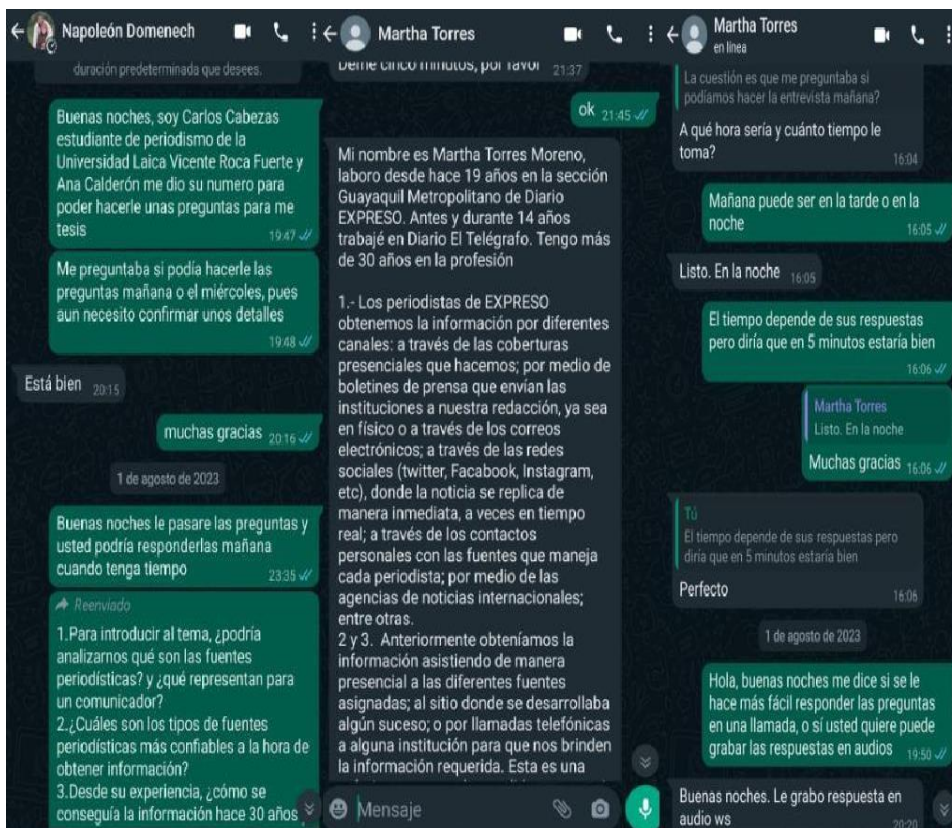 Napoleón Domenech
duración predeterminada que desees.
Buenas noches, soy Carlos Cabezas
estudiante de periodismo de la
Universidad Laica Vicente Roca Fuerte y
Ana Calderón me dio su numero para
poder hacerle unas preguntas para me
tesis
19:47
Me preguntaba si podía hacerle las
preguntas mañana o el miércoles, pues
aun necesito confirmar unos detalles
19:48
Está bien 20:15
muchas gracias 20:16
1 de agosto de 2023
Buenas noches le pasare las preguntas y
usted podría responderlas mañana
cuando tenga tiempo
23:35
Reenviado
1.Para introducir al tema, ¿podría
analizarnos qué son las fuentes
periodísticas? y ¿qué representan para
un comunicador?
2.¿Cuáles son los tipos de fuentes
periodísticas más confiables a la hora de
obtener información?
3.Desde su experiencia, ¿cómo se
conseguía la información hace 30 años
Martha Torres
Deme cinco minutos, por favor 21:37
ok 21:45
Mi nombre es Martha Torres Moreno,
laboro desde hace 19 años en la sección
Guayaquil Metropolitano de Diario
EXPRESO. Antes y durante 14 años
trabajé en Diario El Telégrafo. Tengo más
de 30 años en la profesión
1.- Los periodistas de EXPRESO
obtenemos la información por diferentes
canales: a través de las coberturas
presenciales que hacemos; por medio de
boletines de prensa que envían las
instituciones a nuestra redacción, ya sea
en físico o a través de los correos
electrónicos; a través de las redes
sociales (twitter, Facabook, Instagram,
etc), donde la noticia se replica de
manera inmediata, a veces en tiempo
real; a través de los contactos
personales con las fuentes que maneja
cada periodista; por medio de las
agencias de noticias internacionales;
entre otras.
2 y 3. Anteriormente obteníamos la
información asistiendo de manera
presencial a las diferentes fuentes
asignadas; al sitio donde se desarrollaba
algún suceso; o por llamadas telefónicas
a alguna institución para que nos brinden
la información requerida. Esta es una
Mensaje
Martha Torres
en línea
La cuestión es que me preguntaba si
podíamos hacer la entrevista mañana?
A qué hora sería y cuánto tiempo le
toma?
16:04
Mañana puede ser en la tarde o en la
noche
16:05
Listo. En la noche 16:05
El tiempo depende de sus respuestas
pero diría que en 5 minutos estaría bien
16:06
Martha Torres
Listo. En la noche
Muchas gracias 16:06
Tú
El tiempo depende de sus respuestas pero
diría que en 5 minutos estaría bien
Perfecto
16:06
1 de agosto de 2023
Hola, buenas noches me dice si se le
hace más fácil responder las preguntas
en una llamada, o sí usted quiere puede
grabar las respuestas en audios
19:50
Buenas noches. Le grabo respuesta en
audio ws
20:20